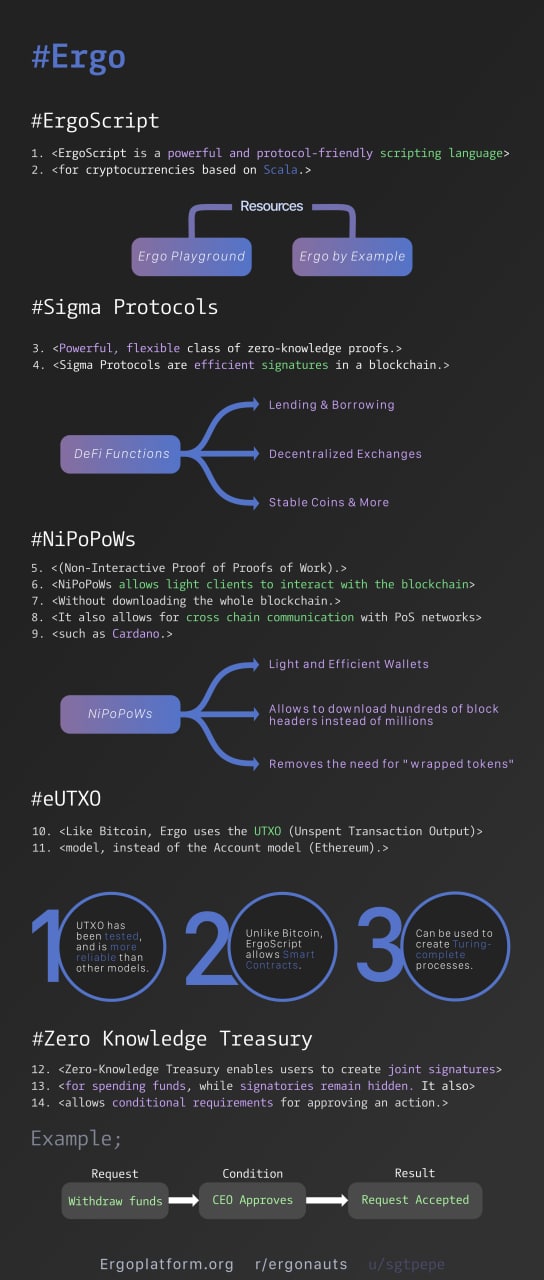 #Ergo
#ErgoScript
1. <ErgoScript is a powerful and protocol-friendly scripting language>
2. <for cryptocurrencies based on Scala.>
Resources
Ergo Playground
Ergo by Example
#Sigma Protocols
3. <Powerful, flexible class of zero-knowledge proofs.>
4. <Sigma Protocols are efficient signatures in a blockchain.>
Lending & Borrowing
DeFi Functions
Decentralized Exchanges
Stable Coins & More
#NiPoPoWs
5. <(Non-Interactive Proof of Proofs of Work).>
6. <NiPoPoWs allows light clients to interact with the blockchain>
7. <Without downloading the whole blockchain.>
8. <It also allows for cross chain communication with PoS networks>
9. <such as Cardano.>
Light and Efficient Wallets
NiPoPoWs
Allows to download hundreds of block
headers instead of millions
Removes the need for "wrapped tokens"
#eUTXO
10. <Like Bitcoin, Ergo uses the UTXO (Unspent Transaction Output)>
11. <model, instead of the Account model (Ethereum).>
1
UTXO has
been tested,
and is more
reliable than
other models.
2
Unlike Bitcoin,
ErgoScript
allows Smart
Contracts.
3
Can be used to
create Turing-
complete
processes.
#Zero Knowledge Treasury
12. <Zero-Knowledge Treasury enables users to create joint signatures>
13. <for spending funds, while signatories remain hidden. It also>
14. <allows conditional requirements for approving an action.>
Example;
Request
Condition
Result
Withdraw funds
CEO Approves
Request Accepted
Ergoplatform.org r/ergonauts u/sgtpepe